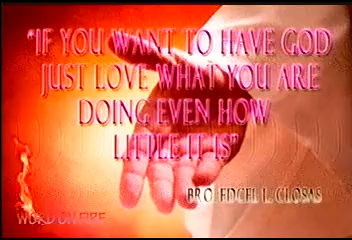 "IF YOU WANT TO HAVE GOD
JUST LOVE WHAT YOU ARE
DOING EVEN HOW
LITTLE IT IS"
BRO. EDCEL L. CLOSAS
WORD ON FIRE